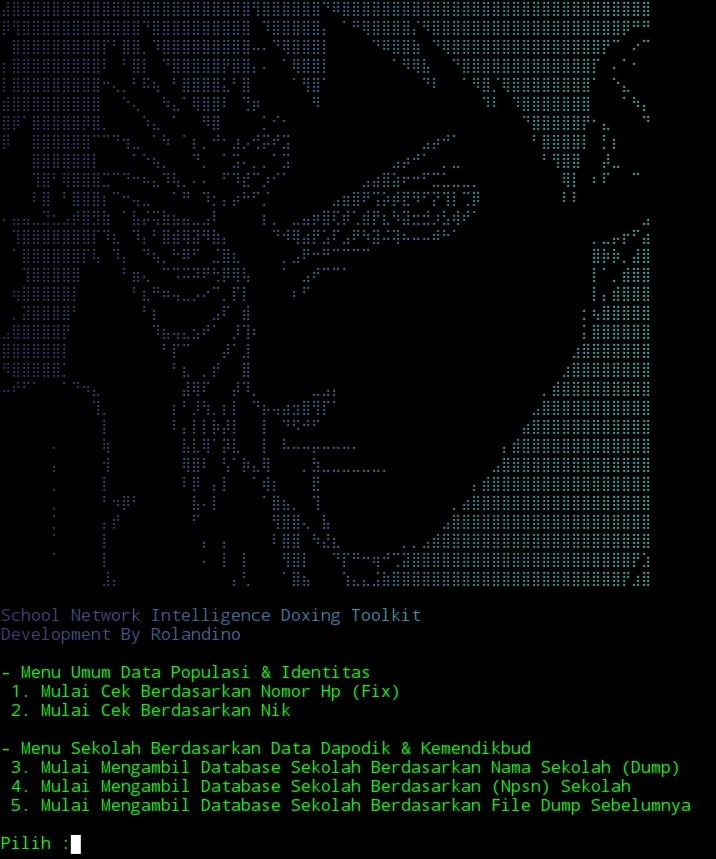 School Network Intelligence Doxing Toolkit
Development By Rolandino
- Menu Umum Data Populasi & Identitas
1. Mulai Cek Berdasarkan Nomor Hp (Fix)
2. Mulai Cek Berdasarkan Nik
- Menu Sekolah Berdasarkan Data Dapodik & Kemendikbud
3. Mulai Mengambil Database Sekolah Berdasarkan Nama Sekolah (Dump)
4. Mulai Mengambil Database Sekolah Berdasarkan (Npsn) Sekolah
5. Mulai Mengambil Database Sekolah Berdasarkan File Dump Sebelumnya
Pilih :